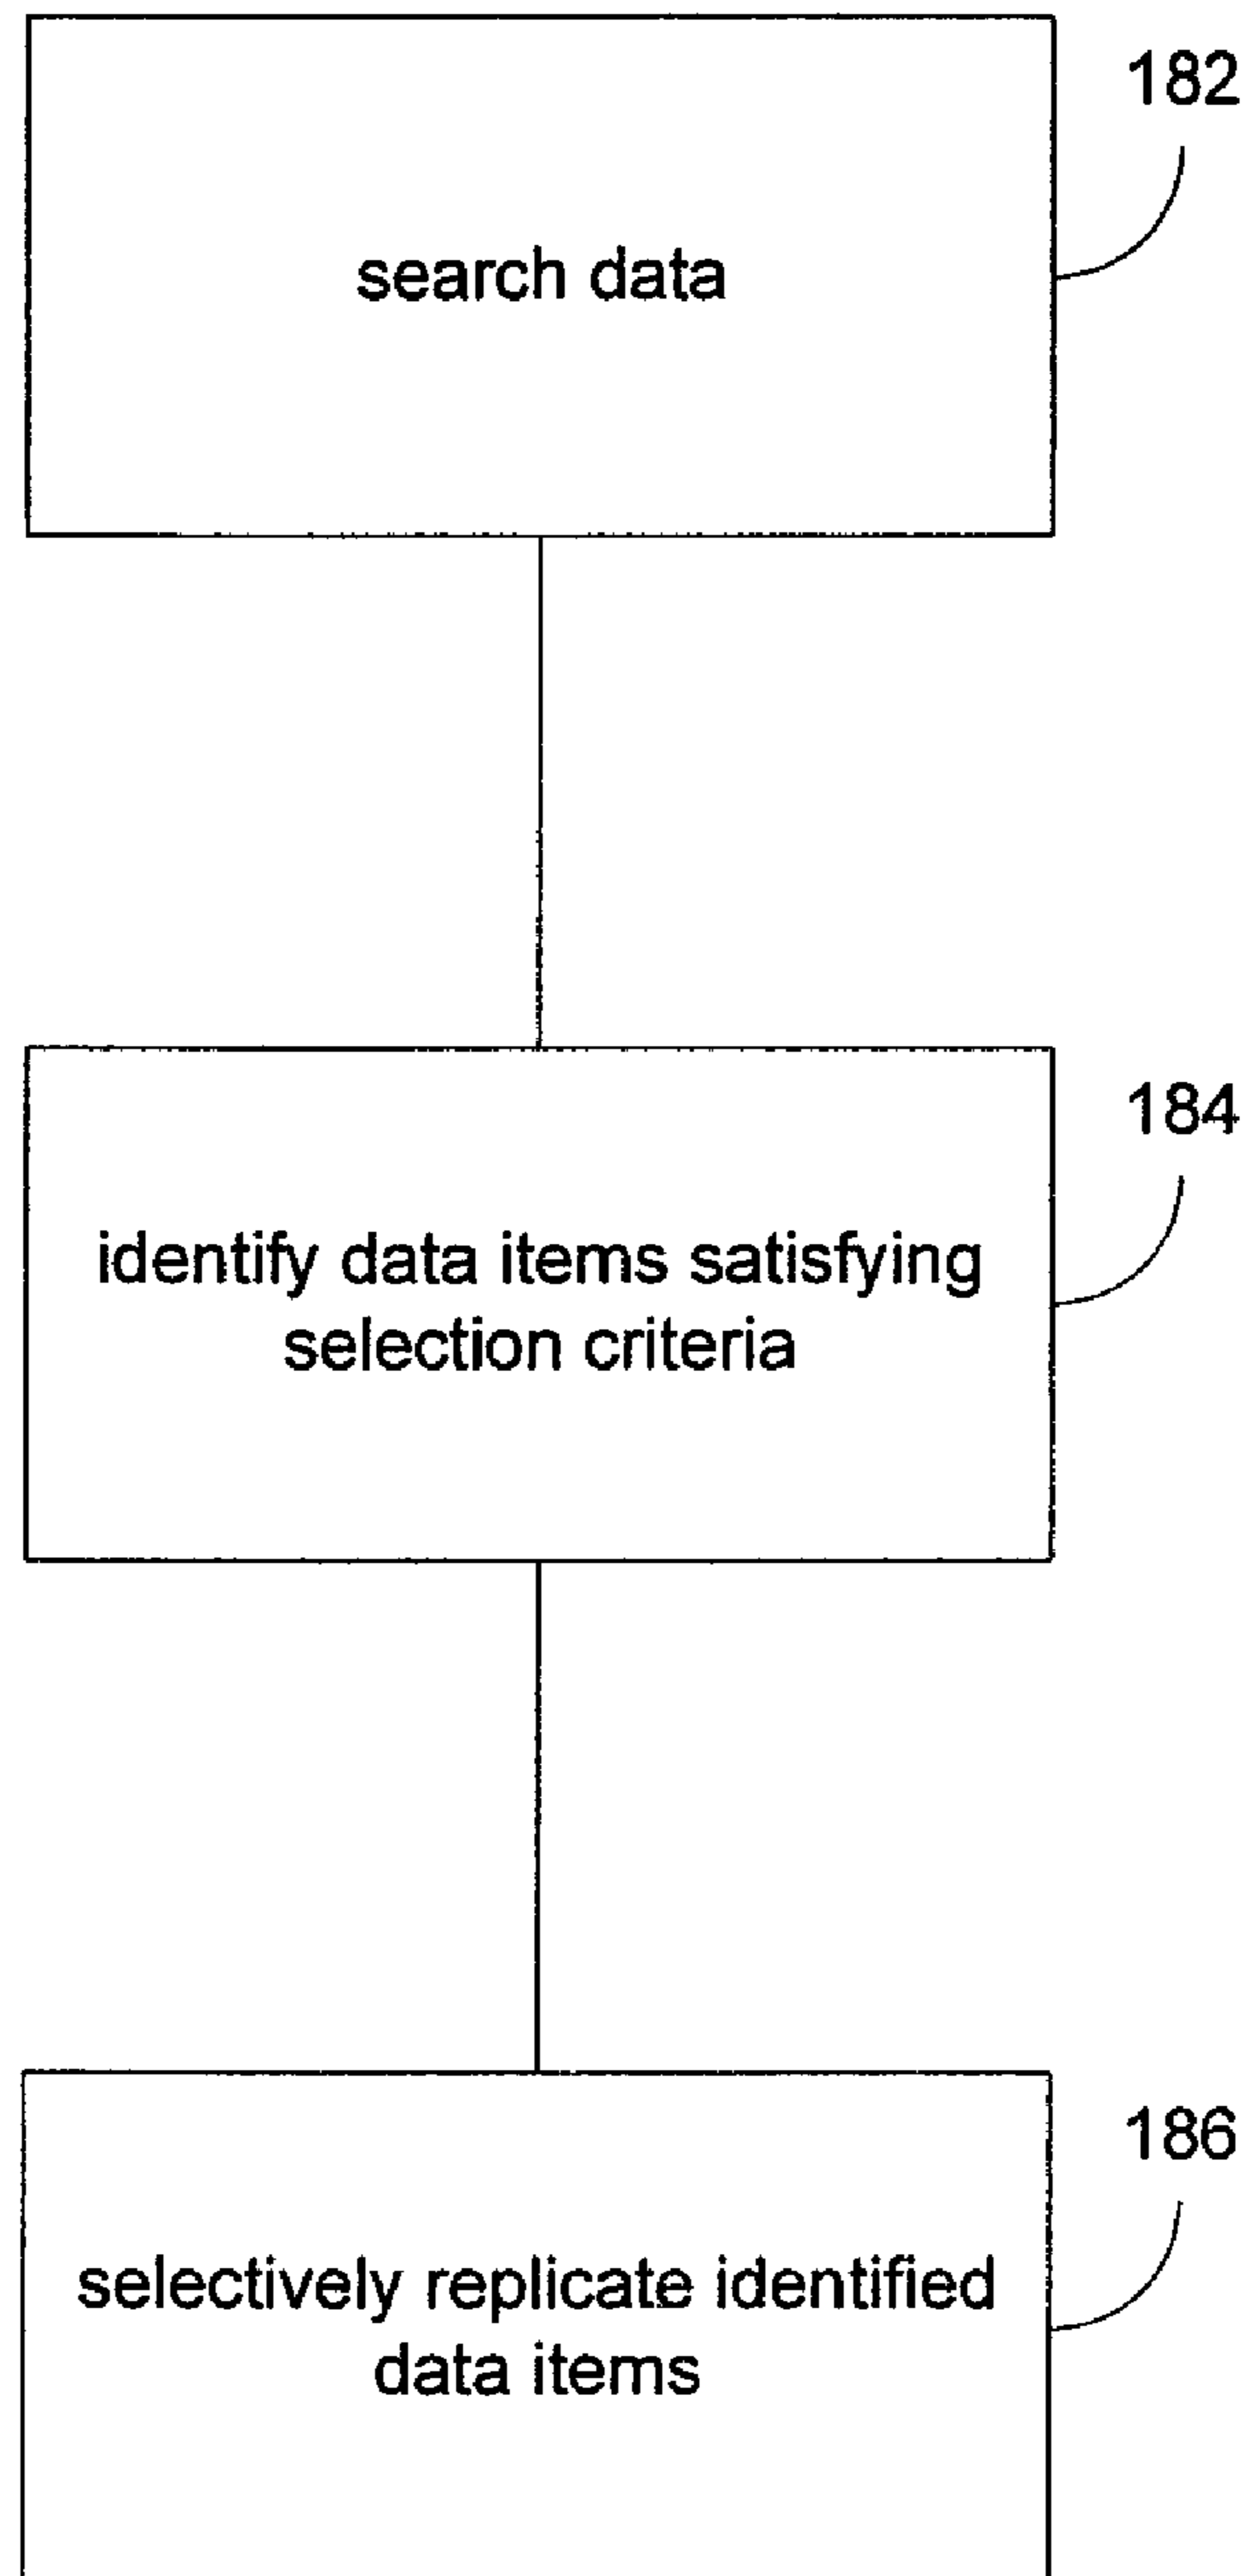 182
search data
184
identify data items satisfying
selection criteria
186
selectively replicate identified
data items